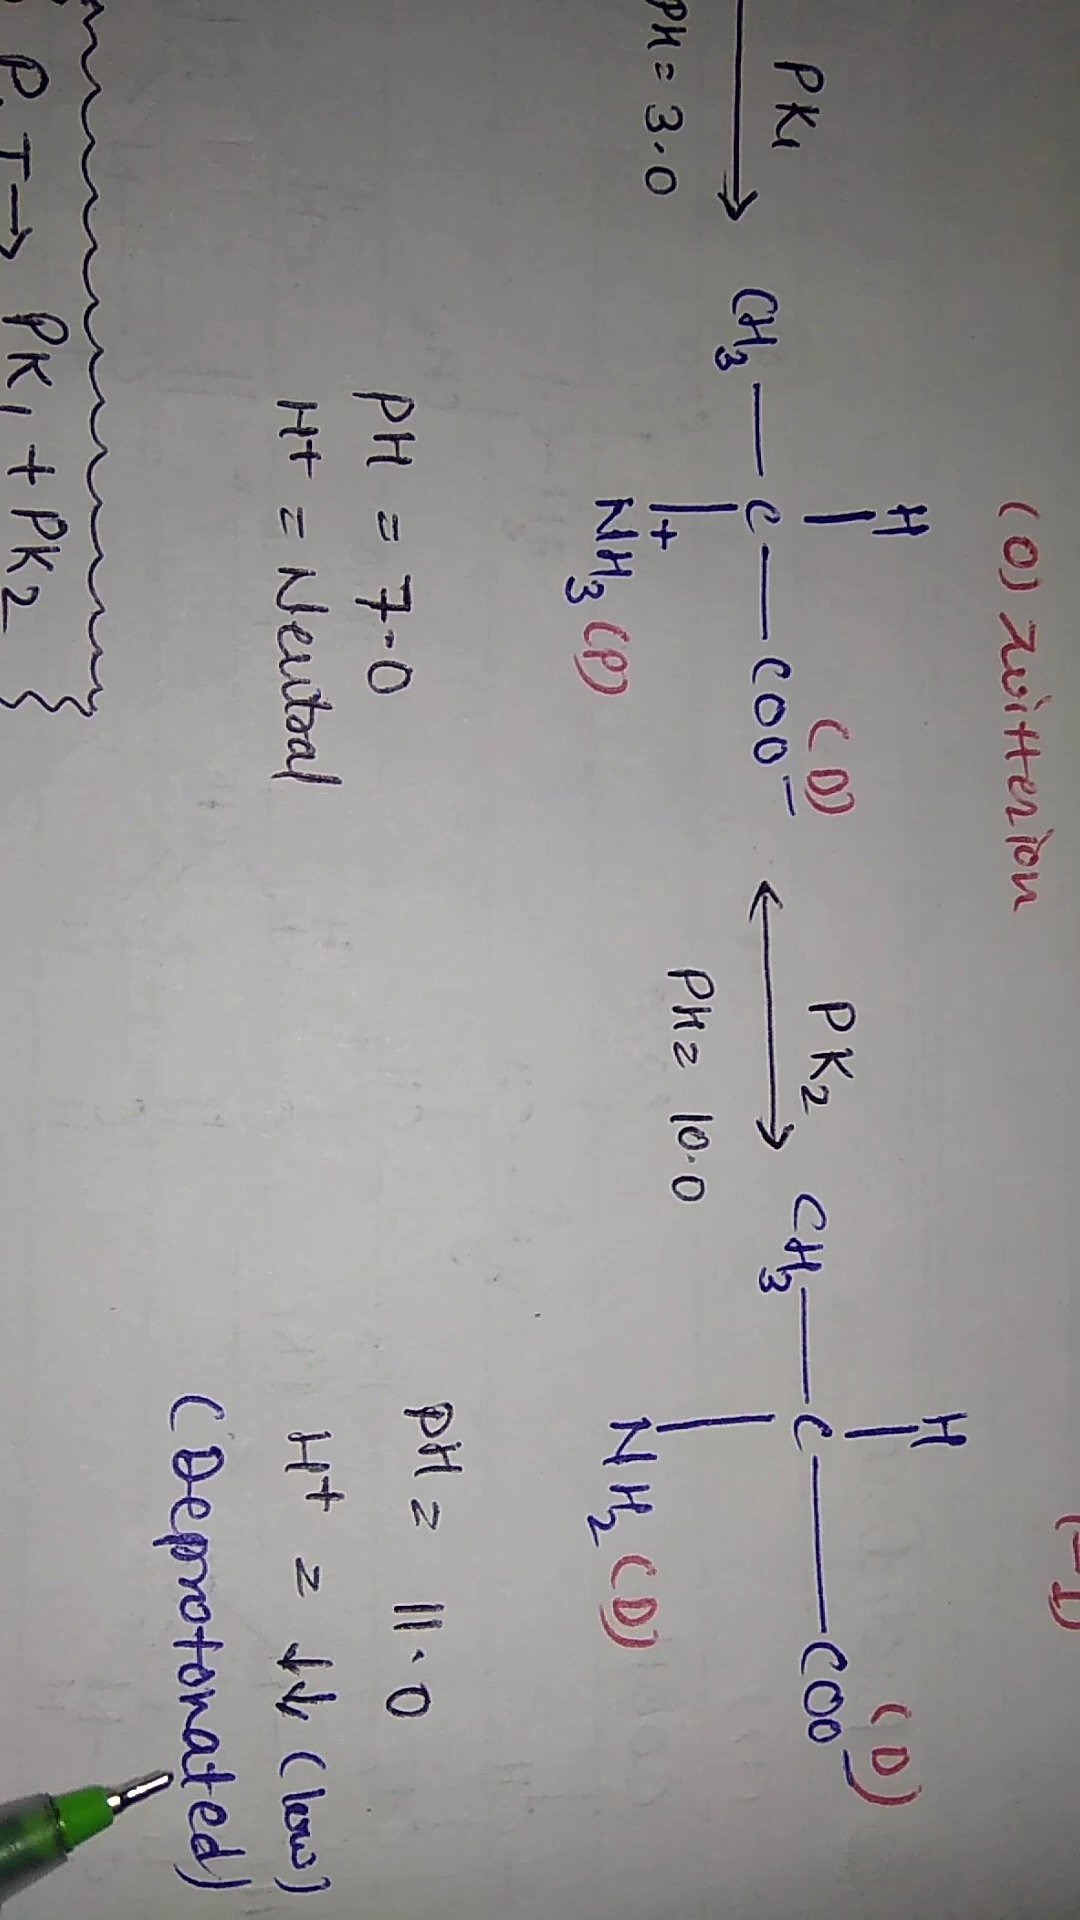 (0) Zwitterion
(-1)
H
H
(D)
(D)
PK1
CH3 — C — COO−
PK2
CH3 — C — COO−
PH = 3.0
PH = 10.0
+
NH3 (P)
NH2 (D)
PH = 7.0
PH = 11.0
H+ = Neutral
H+ = ↓↓ (low)
(Deprotonated)
P. I → PK1 + PK2